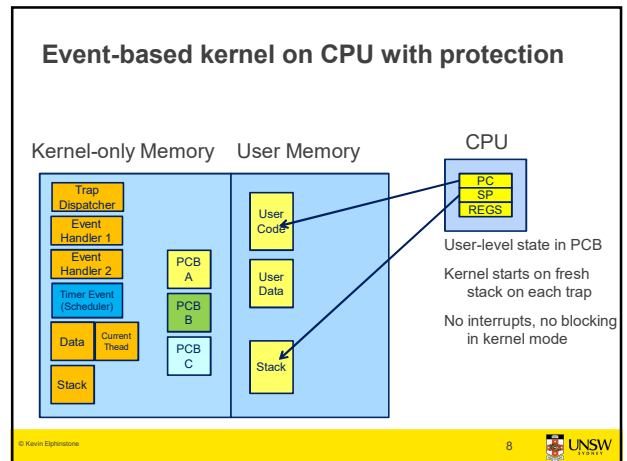 Event-based kernel on CPU with protection
Kernel-only Memory
User Memory
CPU
Trap
Dispatcher
Event
Handler 1
Event
Handler 2
Timer Event
(Scheduler)
Data
Current
Thead
Stack
PCB
A
PCB
B
PCB
C
User
Code
User
Data
Stack
PC
SP
REGS
User-level state in PCB
Kernel starts on fresh
stack on each trap
No interrupts, no blocking
in kernel mode
© Kevin Elphinstone
8
UNSW
SYDNEY